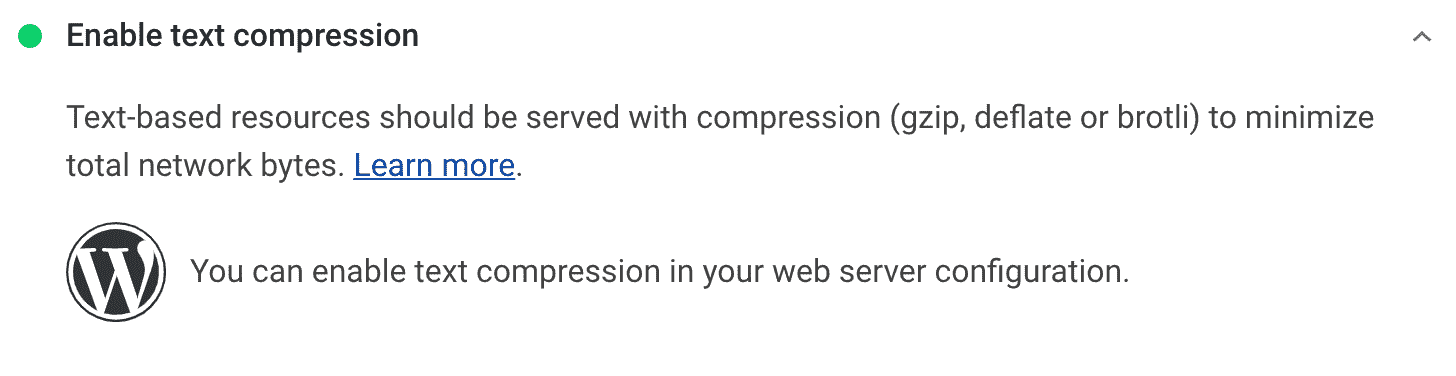 Enable text compression
Text-based resources should be served with compression (gzip, deflate or brotli) to minimize
total network bytes. Learn more.
You can enable text compression in your web server configuration.